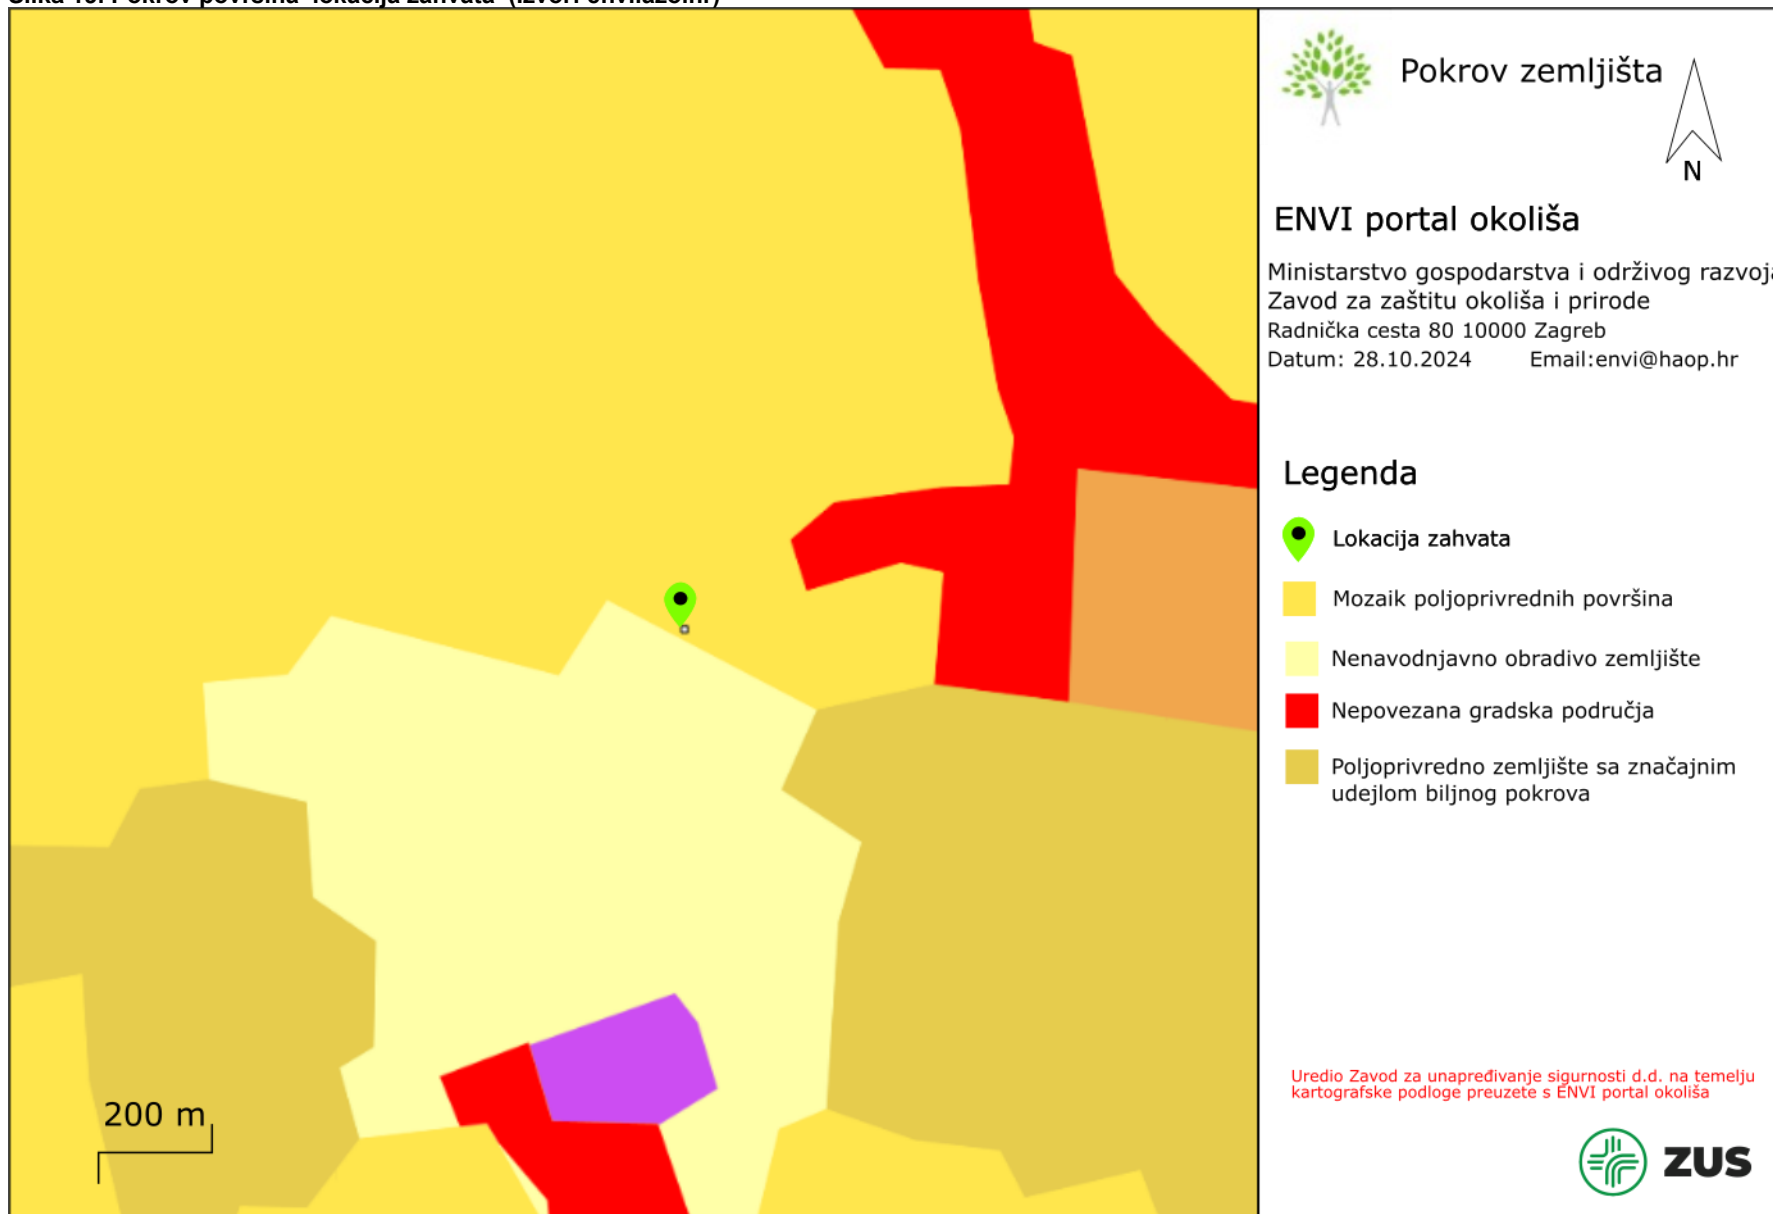 Pokrov zemljišta
N
ENVI portal okoliša
Ministarstvo gospodarstva i održivog razvoja
Zavod za zaštitu okoliša i prirode
Radnička cesta 80 10000 Zagreb
Datum: 28.10.2024 Email:envi@haop.hr
Legenda
Lokacija zahvata
Mozaik poljoprivrednih površina
Nenavodnjavno obradivo zemljište
Nepovezana gradska područja
Poljoprivredno zemljište sa značajnim
udejlom biljnog pokrova
200 m
Uredio Zavod za unapređivanje sigurnosti d.d. na temelju
kartografske podloge preuzete s ENVI portal okoliša
ZUS